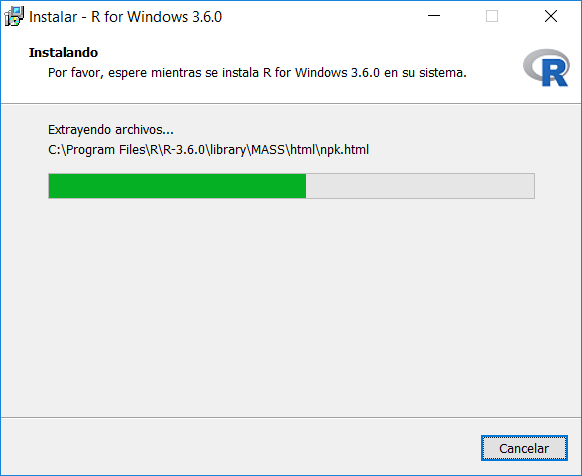 Instalar - R for Windows 3.6.0
Instalando
Por favor, espere mientras se instala R for Windows 3.6.0 en su sistema.
R
Extrayendo archivos...
C:\Program Files\R\R-3.6.0\library\MASS\html\npk.html
Cancelar